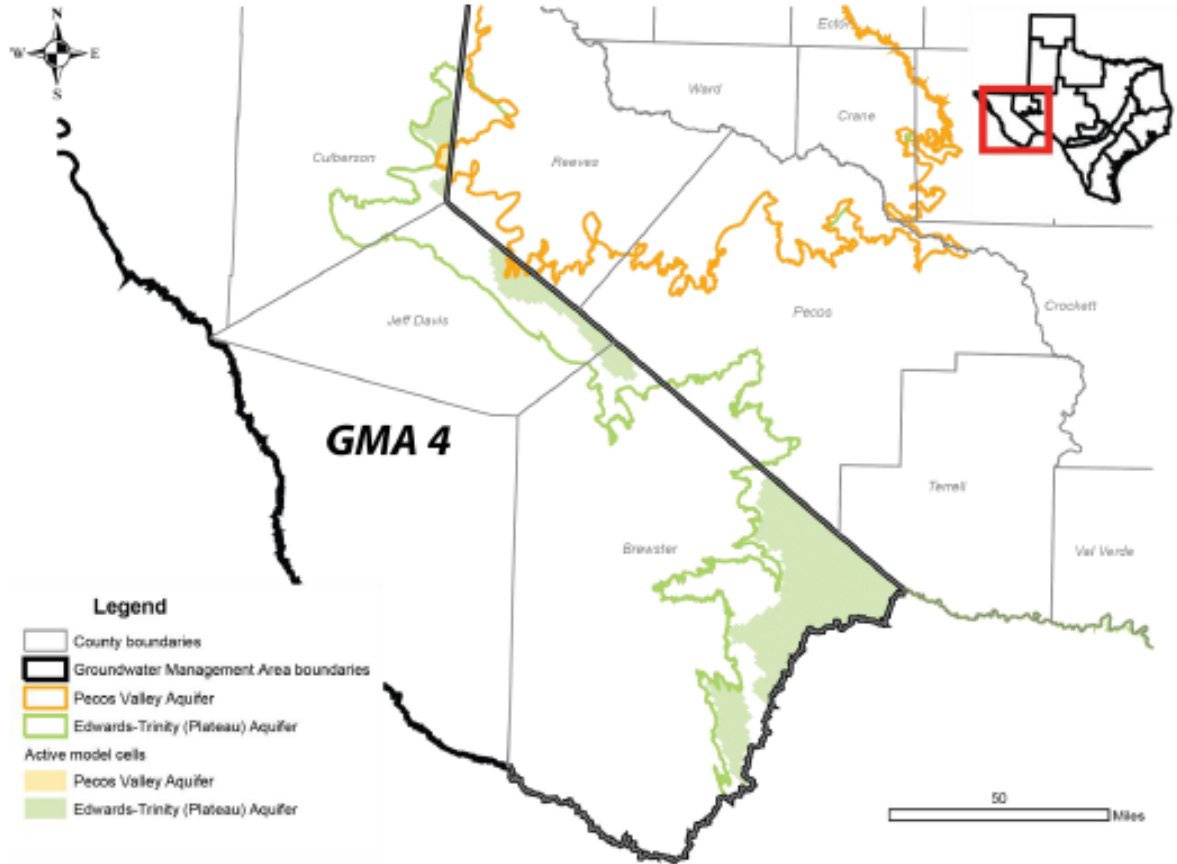 N
W E
S
Ector
Ward
Crane
Culberson
Reeves
Jeff Davis
Pecos
Crockett
GMA 4
Terrell
Brewster
Val Verde
Legend
County boundaries
Groundwater Management Area boundaries
Pecos Valley Aquifer
Edwards-Trinity (Plateau) Aquifer
Active model cells
Pecos Valley Aquifer
Edwards-Trinity (Plateau) Aquifer
50
Miles